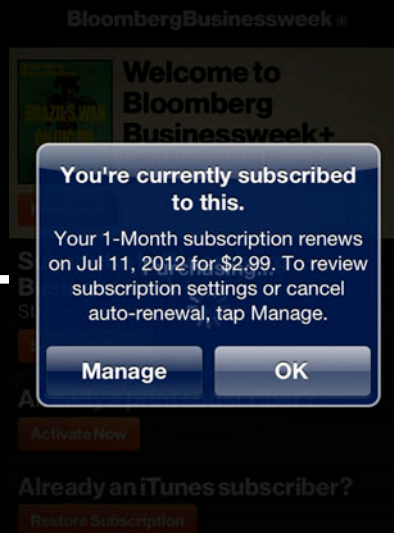 BloombergBusinessweek+
Welcome to
Bloomberg
Businessweek+
You're currently subscribed
to this.
Your 1-Month subscription renews
on Jul 11, 2012 for $2.99. To review
subscription settings or cancel
auto-renewal, tap Manage.
Purchasing...
Manage
OK
Activate Now
Already an iTunes subscriber?
Restore Subscription